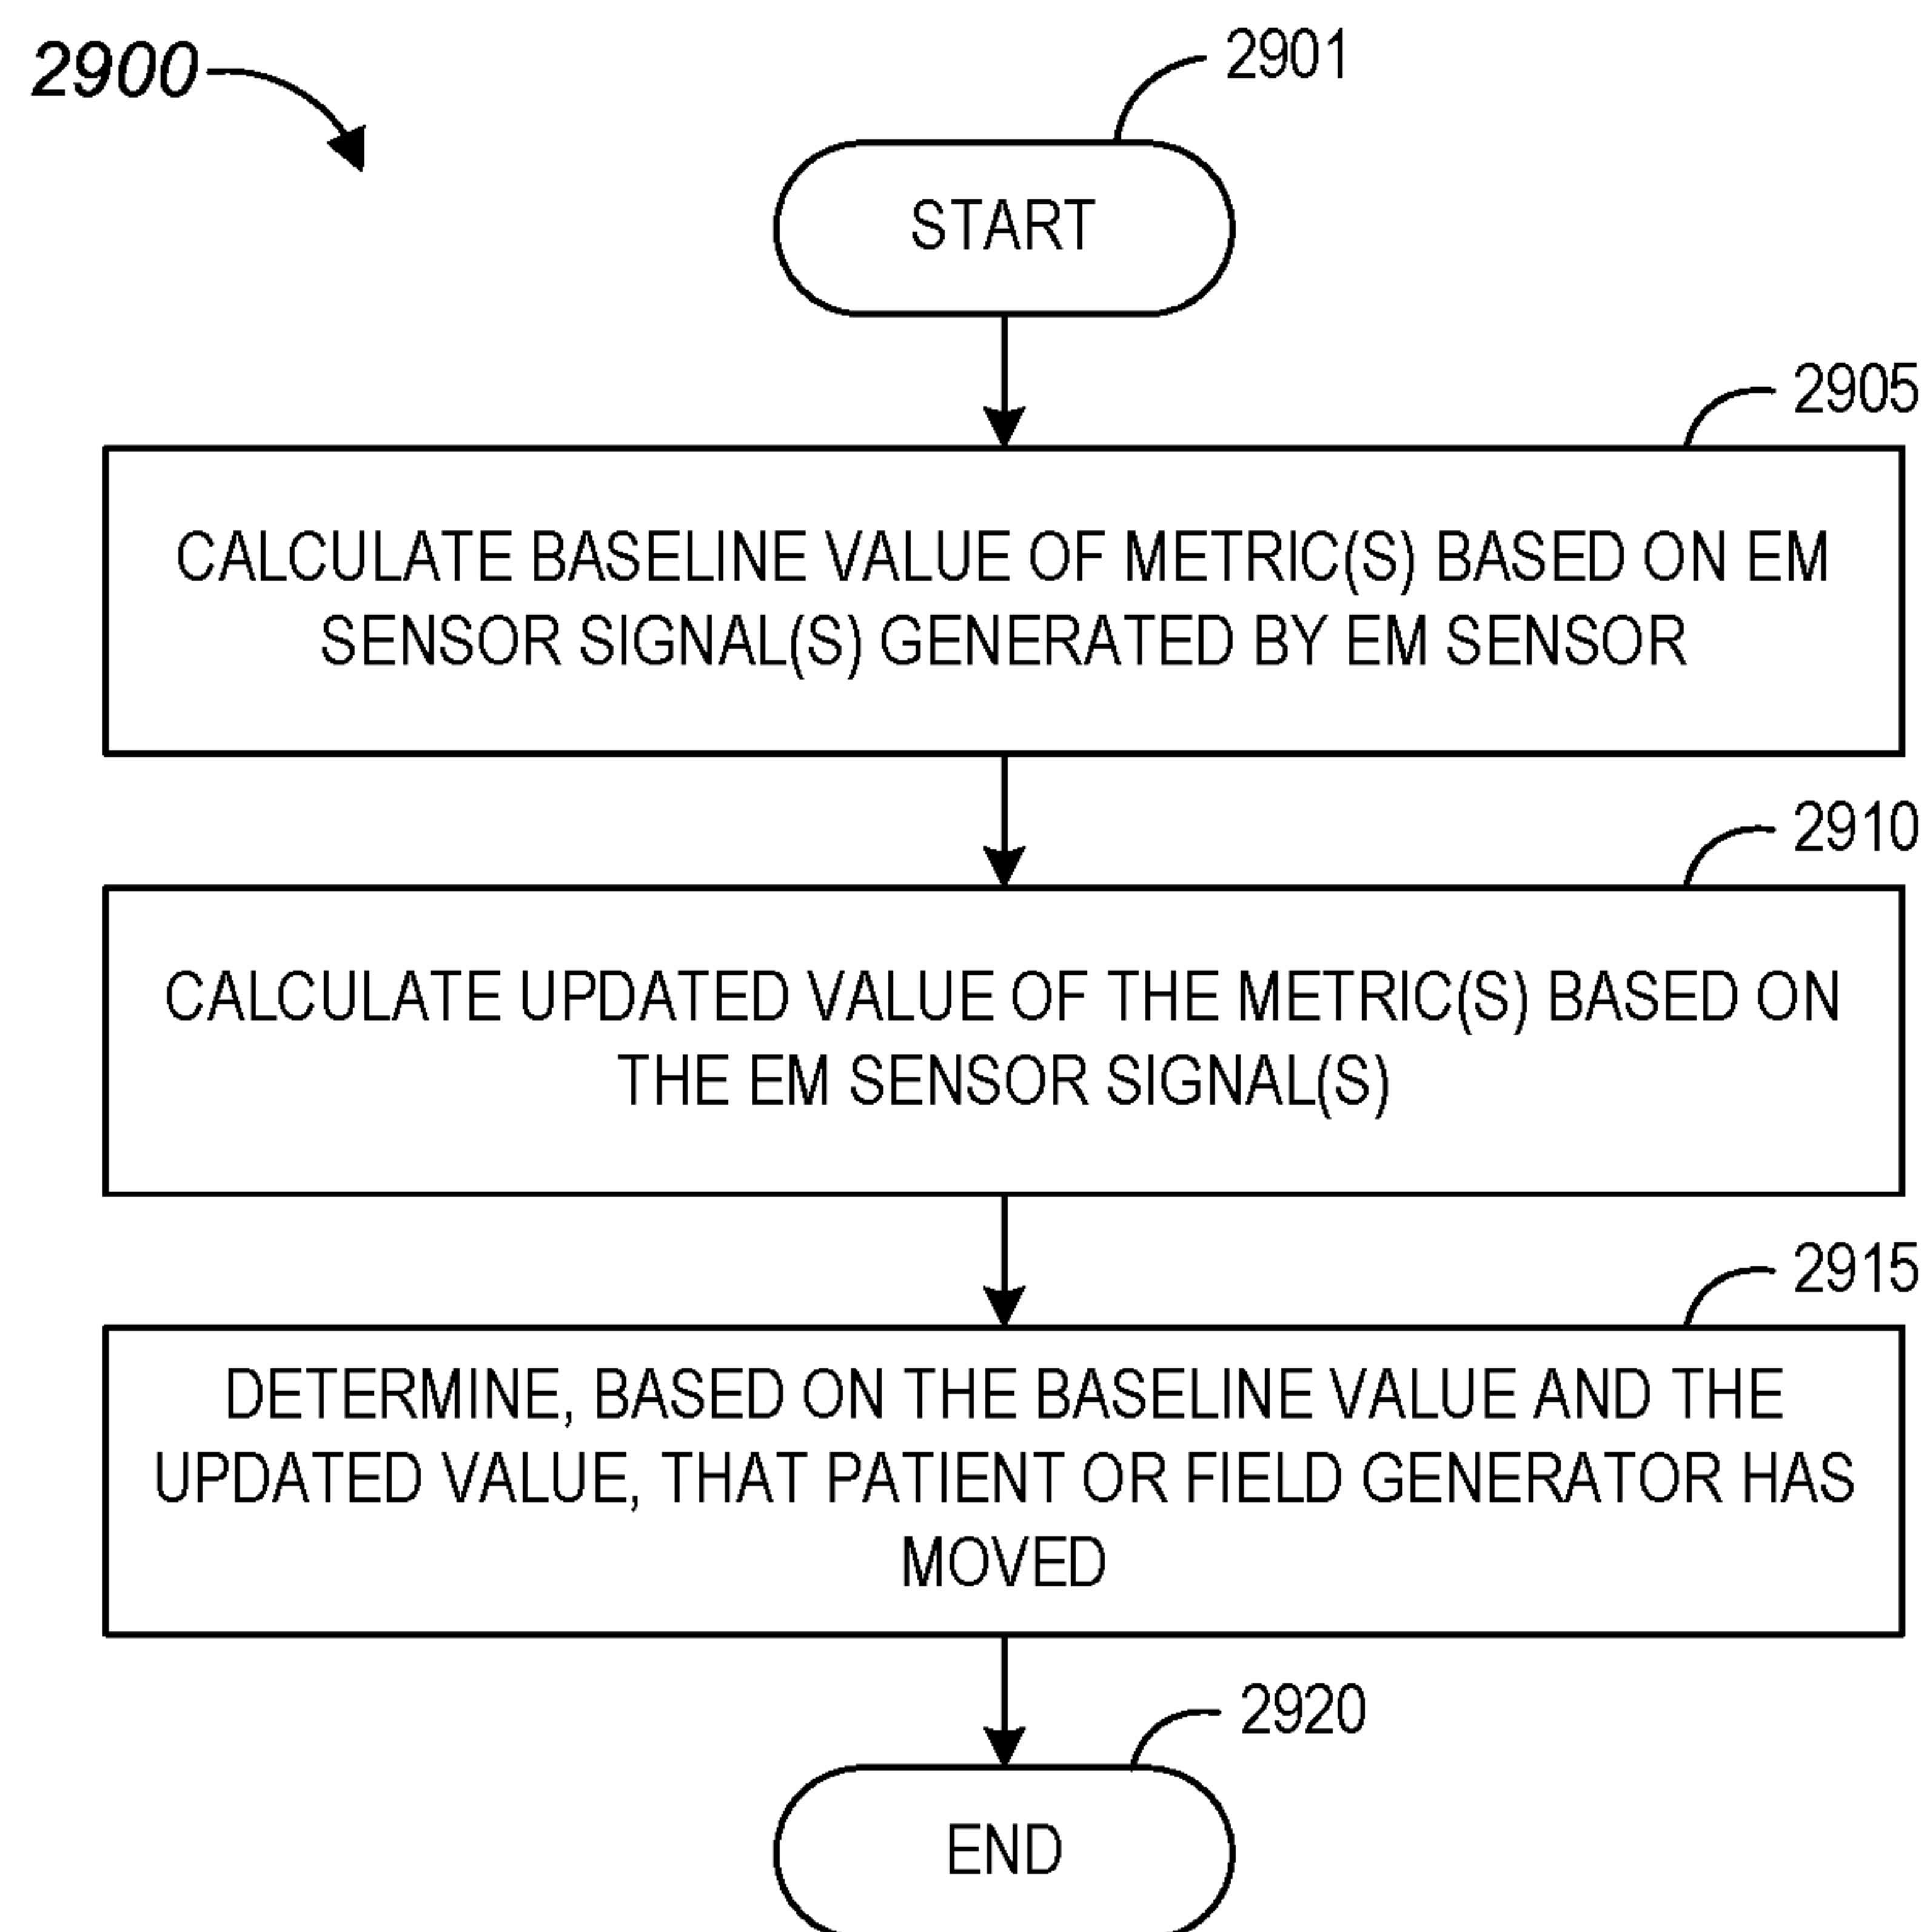 2900
2901
START
2905
CALCULATE BASELINE VALUE OF METRIC(S) BASED ON EM
SENSOR SIGNAL(S) GENERATED BY EM SENSOR
2910
CALCULATE UPDATED VALUE OF THE METRIC(S) BASED ON
THE EM SENSOR SIGNAL(S)
2915
DETERMINE, BASED ON THE BASELINE VALUE AND THE
UPDATED VALUE, THAT PATIENT OR FIELD GENERATOR HAS
MOVED
2920
END